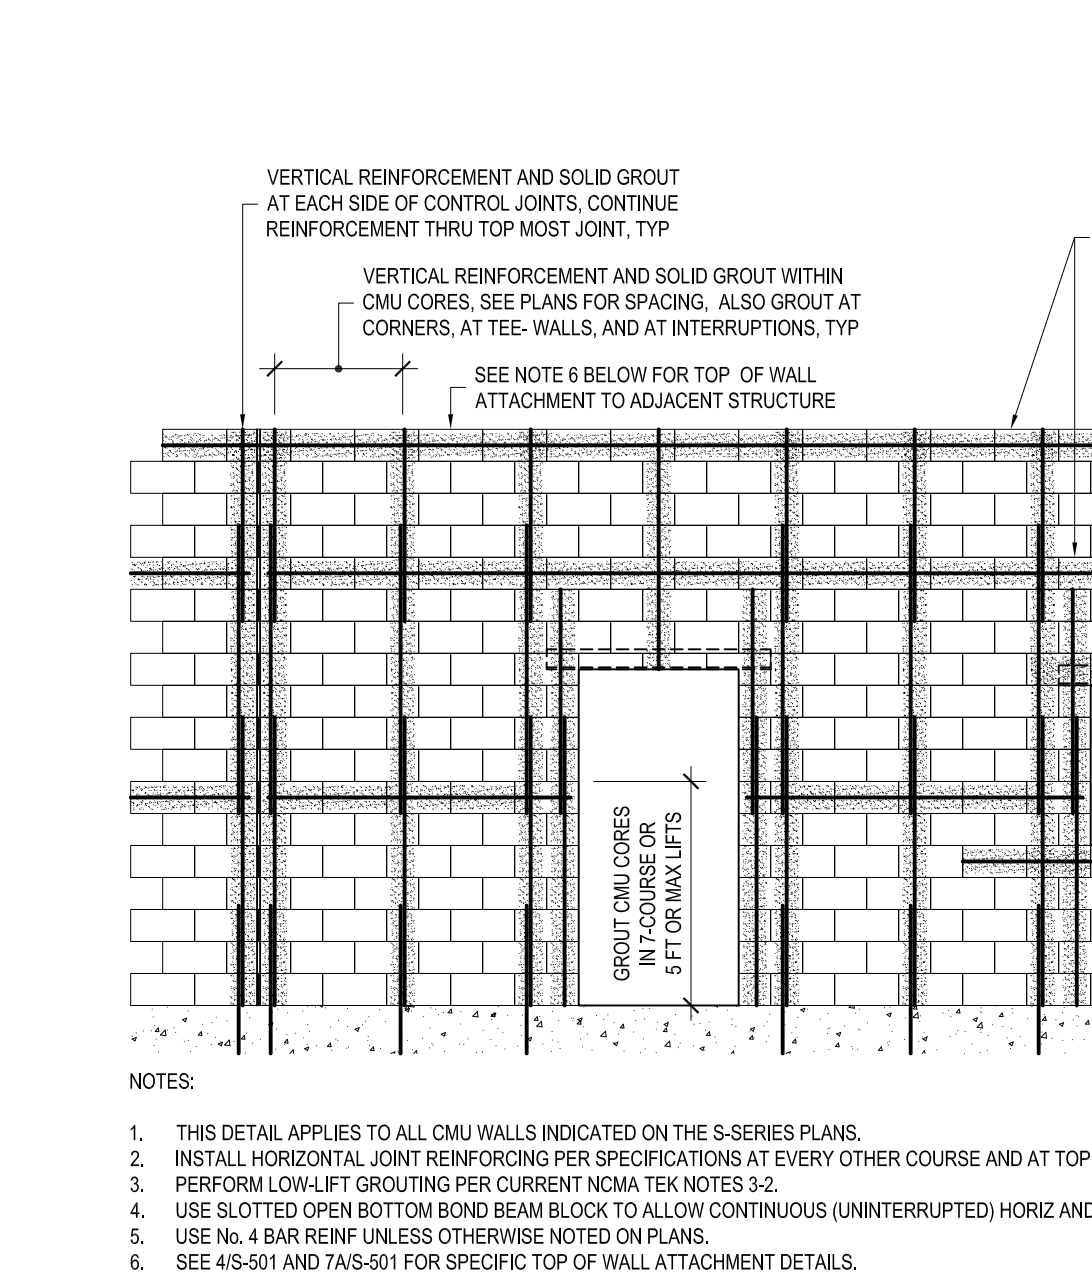 VERTICAL REINFORCEMENT AND SOLID GROUT
AT EACH SIDE OF CONTROL JOINTS, CONTINUE
REINFORCEMENT THRU TOP MOST JOINT, TYP
VERTICAL REINFORCEMENT AND SOLID GROUT WITHIN
CMU CORES, SEE PLANS FOR SPACING, ALSO GROUT AT
CORNERS, AT TEE- WALLS, AND AT INTERRUPTIONS, TYP
SEE NOTE 6 BELOW FOR TOP OF WALL
ATTACHMENT TO ADJACENT STRUCTURE
GROUT CMU CORES
IN 7-COURSE OR
5 FT OR MAX LIFTS
NOTES:
1. THIS DETAIL APPLIES TO ALL CMU WALLS INDICATED ON THE S-SERIES PLANS.
2. INSTALL HORIZONTAL JOINT REINFORCING PER SPECIFICATIONS AT EVERY OTHER COURSE AND AT TOP
3. PERFORM LOW-LIFT GROUTING PER CURRENT NCMA TEK NOTES 3-2.
4. USE SLOTTED OPEN BOTTOM BOND BEAM BLOCK TO ALLOW CONTINUOUS (UNINTERRUPTED) HORIZ AND
5. USE No. 4 BAR REINF UNLESS OTHERWISE NOTED ON PLANS.
6. SEE 4/S-501 AND 7A/S-501 FOR SPECIFIC TOP OF WALL ATTACHMENT DETAILS.